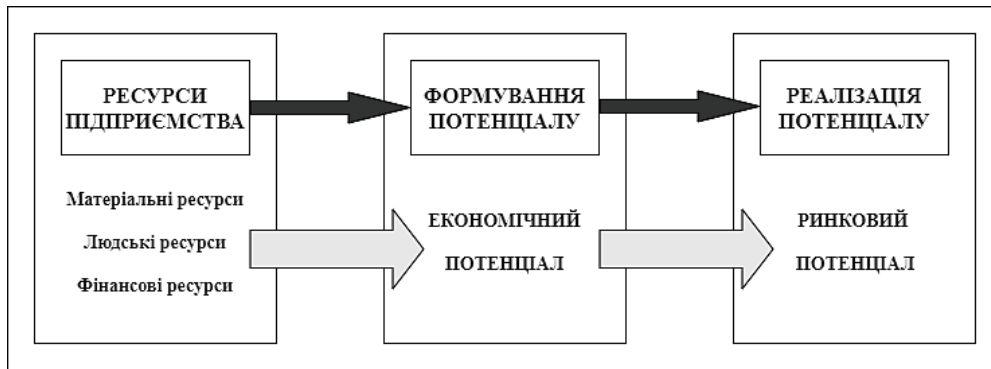 РЕСУРСИ
ПІДПРИЄМСТВА
Матеріальні ресурси
Людські ресурси
Фінансові ресурси
ФОРМУВАННЯ
ПОТЕНЦІАЛУ
ЕКОНОМІЧНИЙ
ПОТЕНЦІАЛ
РЕАЛІЗАЦІЯ
ПОТЕНЦІАЛУ
РИНКОВИЙ
ПОТЕНЦІАЛ